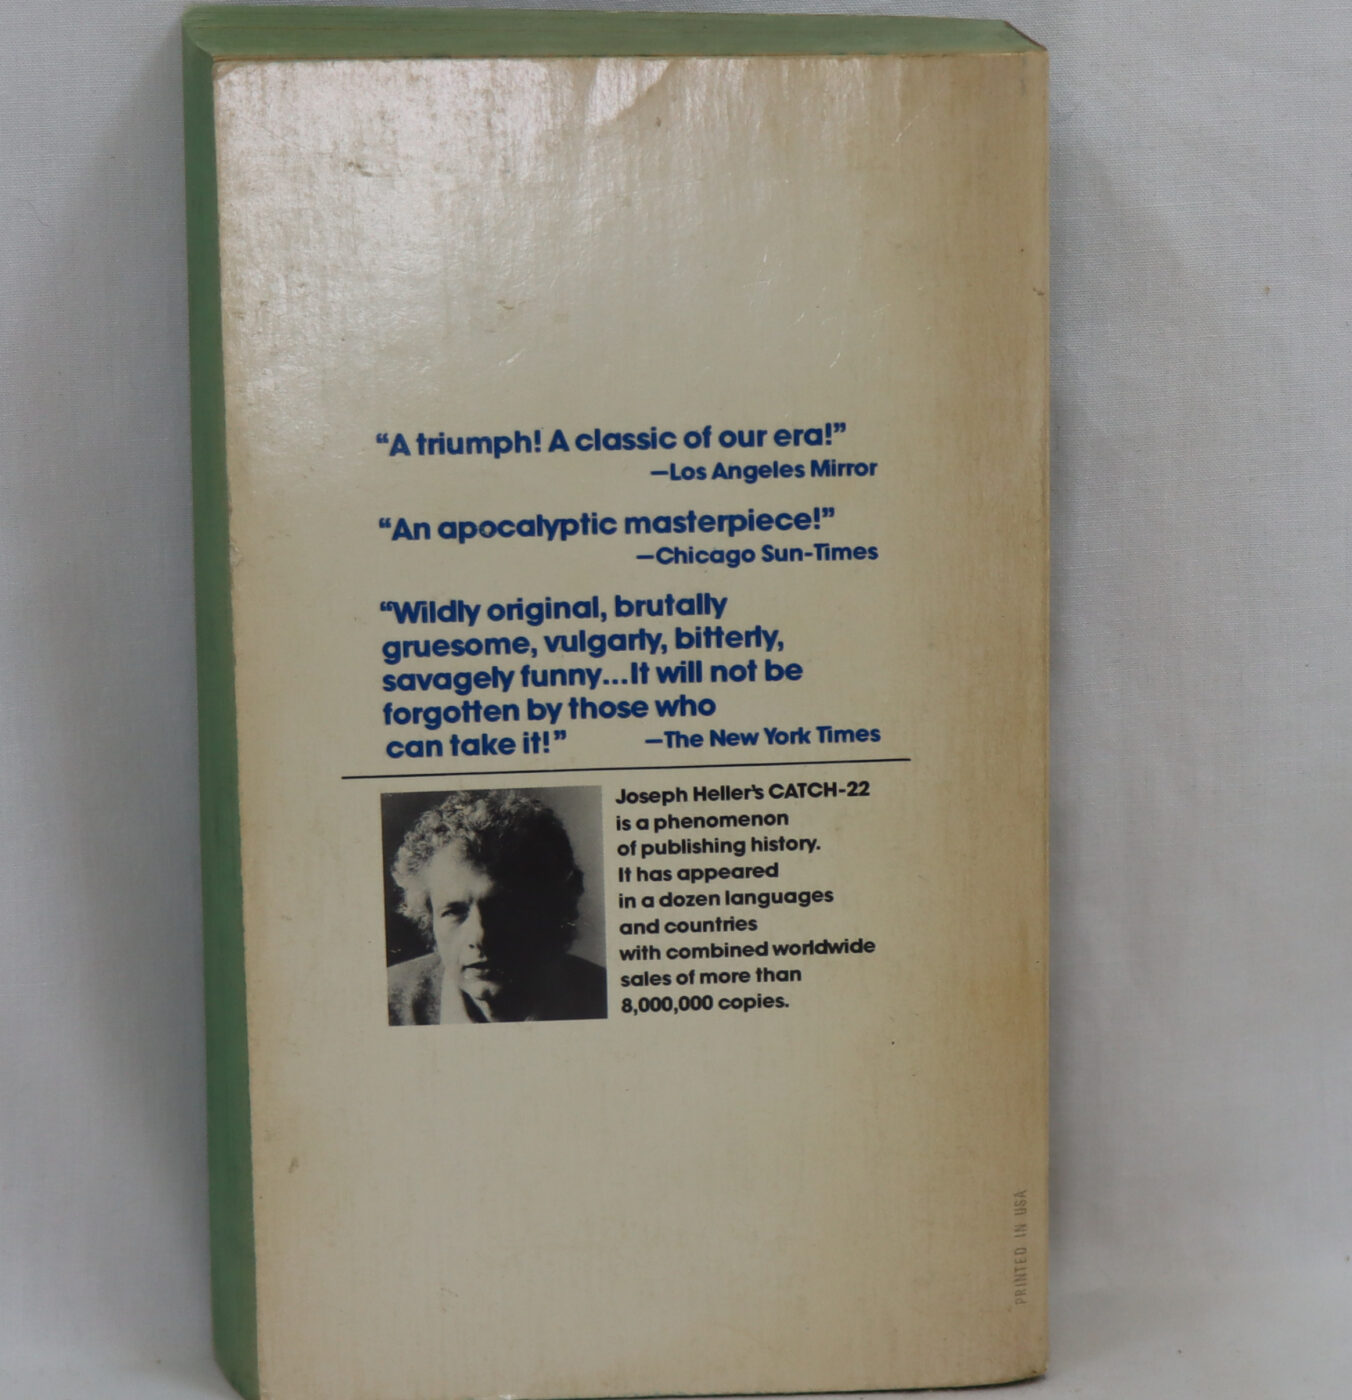 “A triumph! A classic of our era!”
—Los Angeles Mirror
“An apocalyptic masterpiece!”
—Chicago Sun-Times
“Wildly original, brutally
gruesome, vulgarly, bitterly,
savagely funny...It will not be
forgotten by those who
can take it!” —The New York Times
Joseph Heller's CATCH-22
is a phenomenon
of publishing history.
It has appeared
in a dozen languages
and countries
with combined worldwide
sales of more than
8,000,000 copies.
PRINTED IN USA